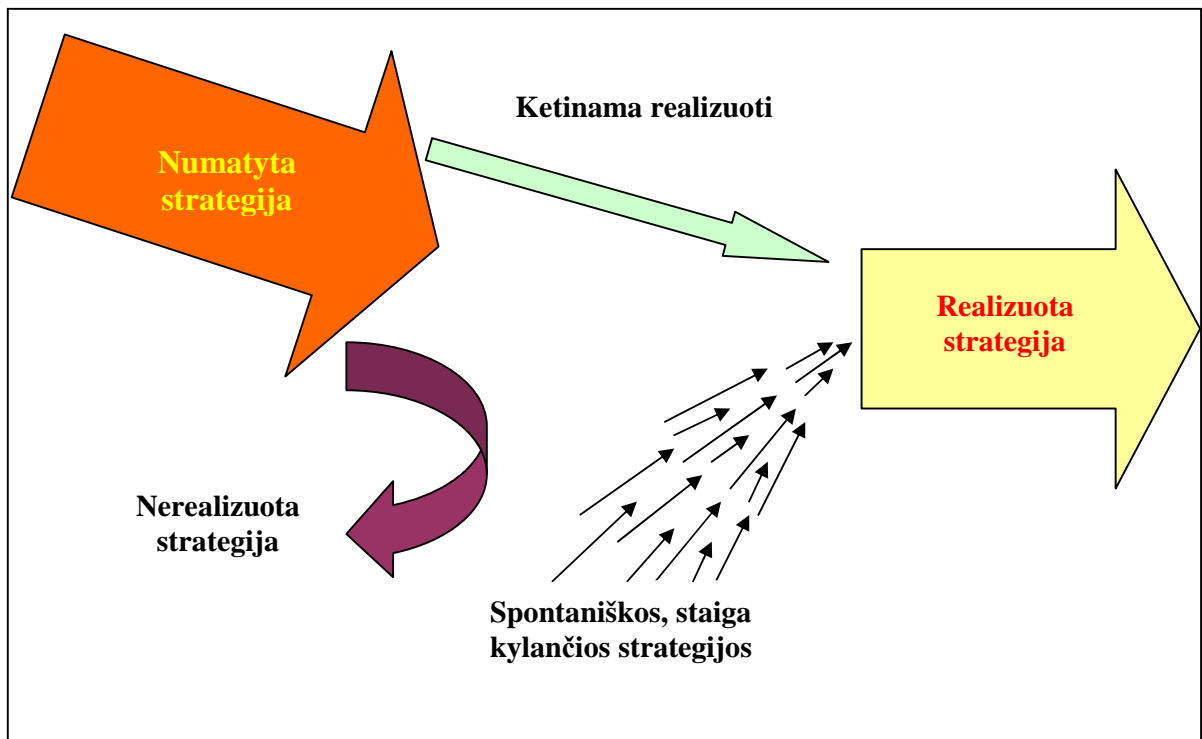 Ketinama realizuoti
Numatyta
strategija
Realizuota
strategija
Nerealizuota
strategija
Spontaniškos, staiga
kylančios strategijos